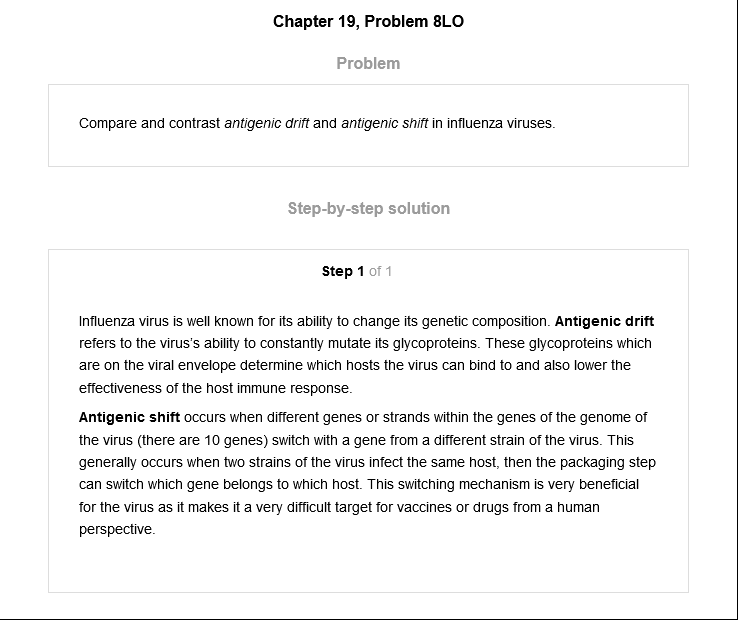 Chapter 19, Problem 8LO
Problem
Compare and contrast antigenic drift and antigenic shift in influenza viruses.
Step-by-step solution
Step 1 of 1
Influenza virus is well known for its ability to change its genetic composition. Antigenic drift
refers to the virus's ability to constantly mutate its glycoproteins. These glycoproteins which
are on the viral envelope determine which hosts the virus can bind to and also lower the
effectiveness of the host immune response.
Antigenic shift occurs when different genes or strands within the genes of the genome of
the virus (there are 10 genes) switch with a gene from a different strain of the virus. This
generally occurs when two strains of the virus infect the same host, then the packaging step
can switch which gene belongs to which host. This switching mechanism is very beneficial
for the virus as it makes it a very difficult target for vaccines or drugs from a human
perspective.